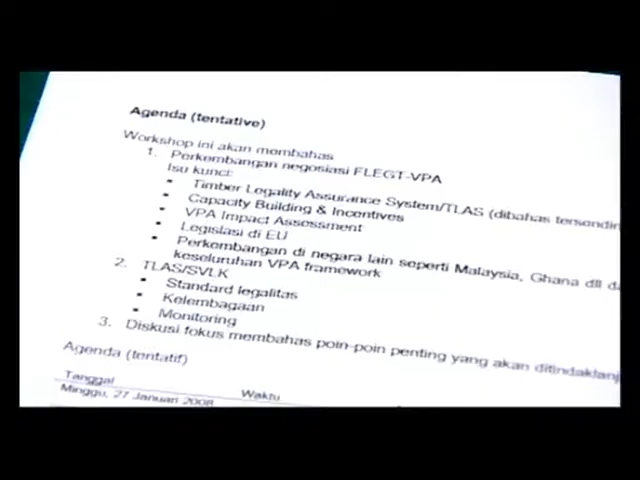 Agenda (tentative)
Workshop ini akan membahas
1. Perkembangan negosiasi FLEGT-VPA
Isu kunci:
• Timber Legality Assurance System/TLAS (dibahas
• Capacity Building & Incentives
• VPA Impact Assessment
• Legislasi di EU
• Perkembangan di negara lain seperti Malaysia, Ghana dll
keseluruhan VPA framework
2. TLAS/SVLK
• Standard legalitas
• Kelembagaan
• Monitoring
3. Diskusi fokus membahas poin-poin penting yang akan
Agenda (tentatif)
Tanggal Waktu
Minggu, 27 Januari 2008